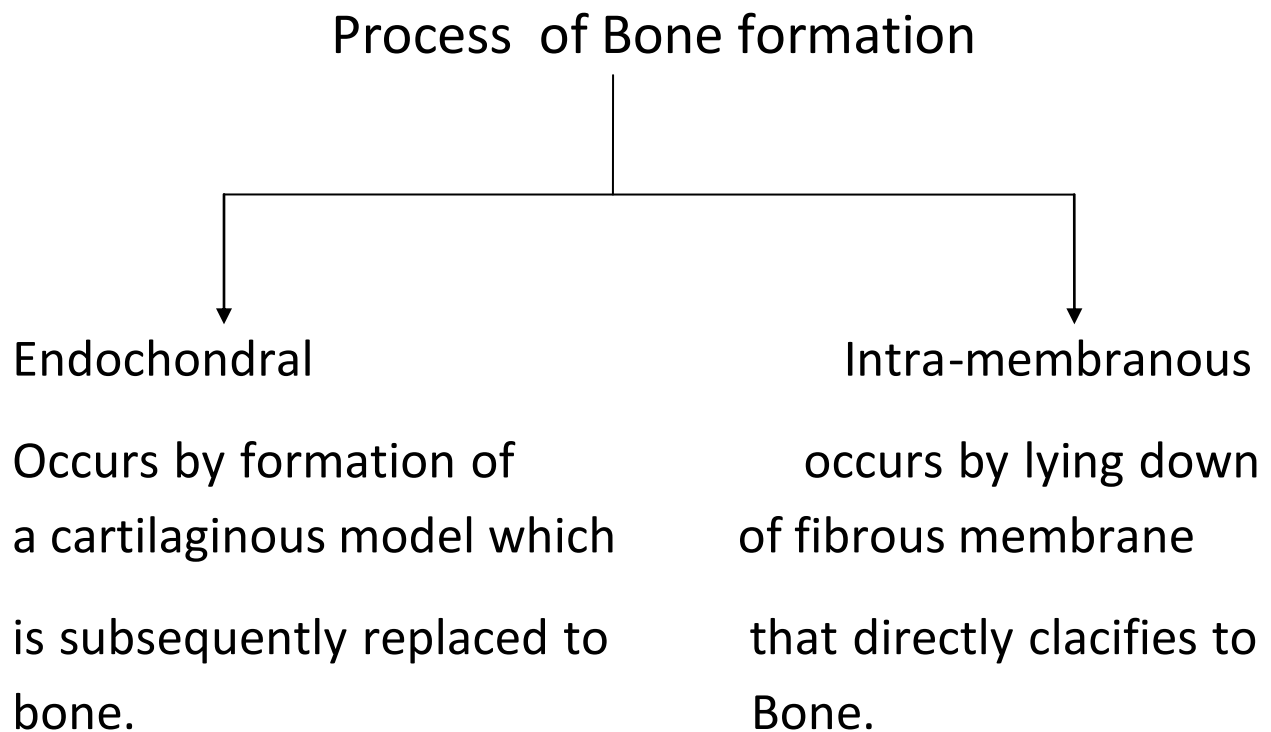 Process of Bone formation
Endochondral
Occurs by formation of
a cartilaginous model which
is subsequently replaced to
bone.
Intra-membranous
occurs by lying down
of fibrous membrane
that directly clacifies to
Bone.